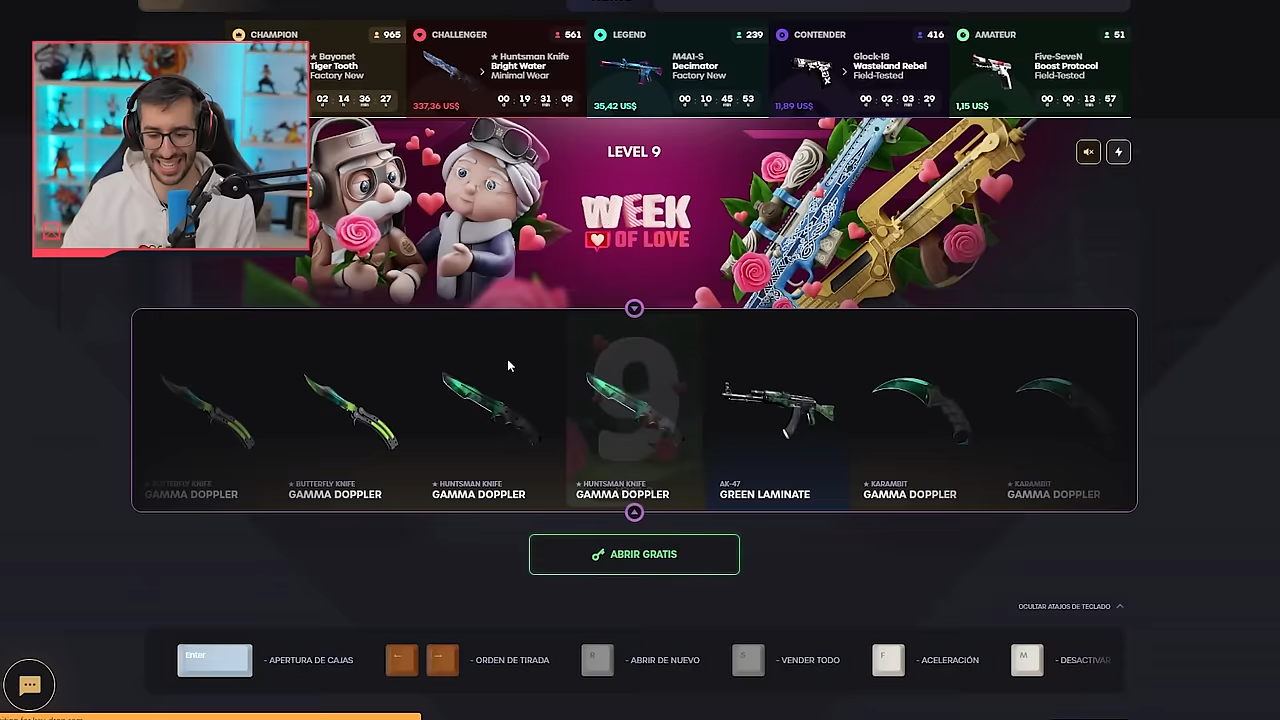 CHAMPION 965
★ Bayonet
Tiger Tooth
Factory New
02 14 36 27
CHALLENGER 561
★ Huntsman Knife
Bright Water
Minimal Wear
337,36 US$
00 19 31 08
LEGEND 239
M4A1-S
Decimator
Factory New
35,42 US$
00 10 45 53
CONTENDER 416
Glock-18
Wasteland Rebel
Field-Tested
11,89 US$
00 02 03 29
AMATEUR 51
Five-SeveN
Boost Protocol
Field-Tested
1,15 US$
00 00 13 57
LEVEL 9
WEEK
OF LOVE
9
★ BUTTERFLY KNIFE
GAMMA DOPPLER
★ BUTTERFLY KNIFE
GAMMA DOPPLER
★ HUNTSMAN KNIFE
GAMMA DOPPLER
★ HUNTSMAN KNIFE
GAMMA DOPPLER
AK-47
GREEN LAMINATE
★ KARAMBIT
GAMMA DOPPLER
★ KARAMBIT
GAMMA DOPPLER
ABRIR GRATIS
OCULTAR ATAJOS DE TECLADO
Enter - APERTURA DE CAJAS
← → - ORDEN DE TIRADA
R - ABRIR DE NUEVO
S - VENDER TODO
F - ACELERACIÓN
M - DESACTIVAR